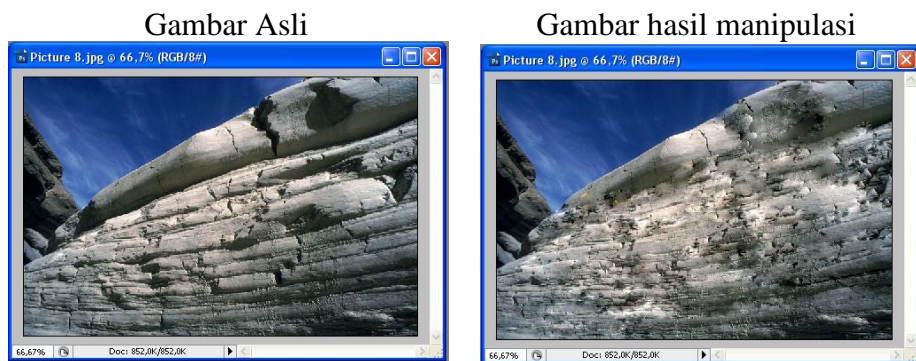 Gambar Asli
Gambar hasil manipulasi
Picture 8.jpg @ 66,7% (RGB/8#)
Picture 8.jpg @ 66,7% (RGB/8#)
66,67%
Doc: 852,0K/852,0K
66,67%
Doc: 852,0K/852,0K